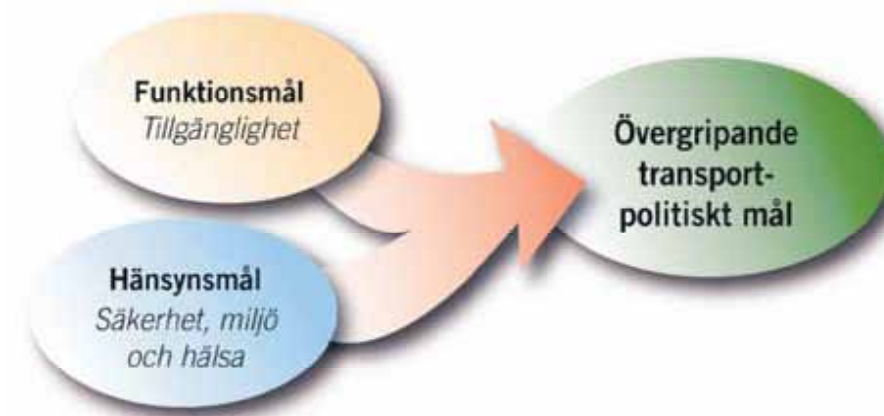 Funktionsmål
Tillgänglighet
Övergripande
transport-
politiskt mål
Hänsynsmål
Säkerhet, miljö
och hälsa